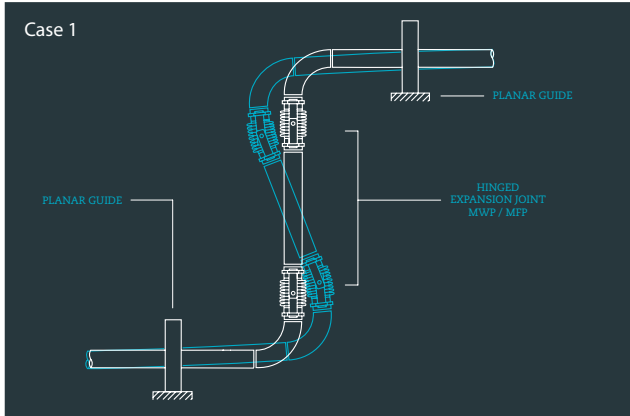 Case 1
PLANAR GUIDE
HINGED
EXPANSION JOINT
MWP / MFP
PLANAR GUIDE